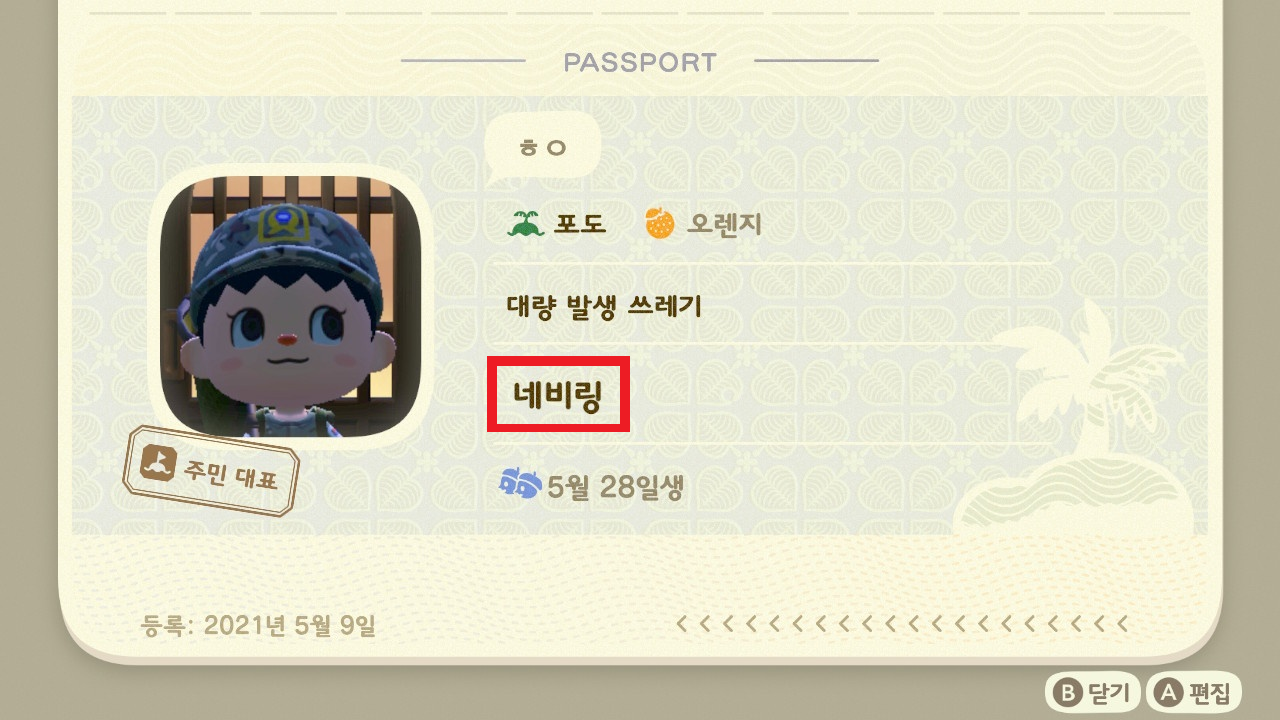 PASSPORT
ㅎㅇ
포도 오렌지
대량 발생 쓰레기
네비링
주민 대표
5월 28일생
등록: 2021년 5월 9일 <<<<<<<<<<<<<<<<<<<<
B 닫기 A 편집